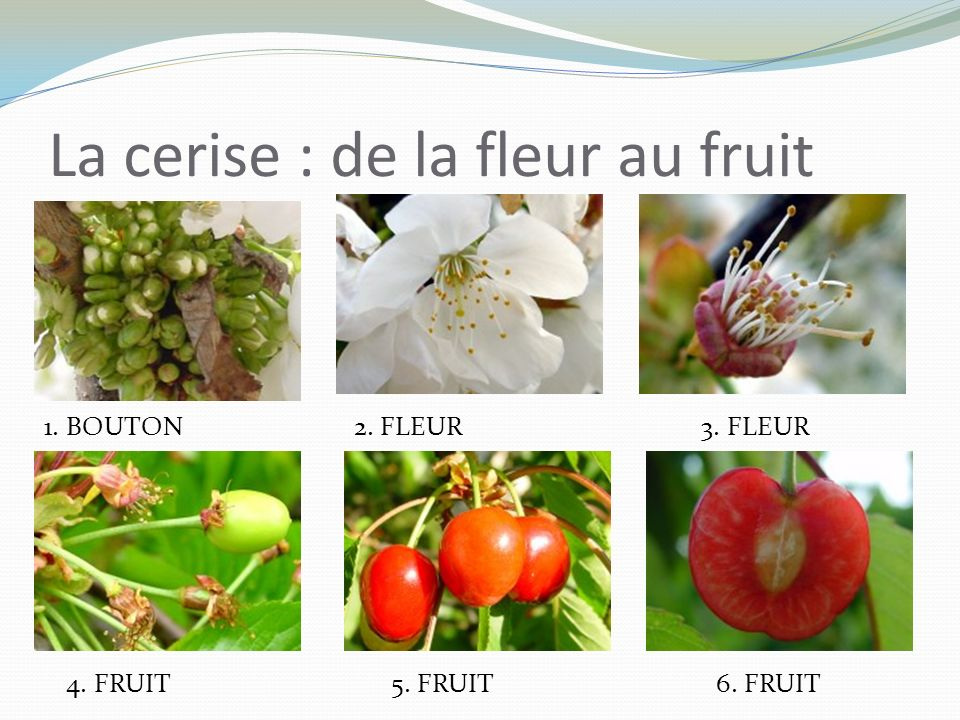 La cerise : de la fleur au fruit
1. BOUTON
2. FLEUR
3. FLEUR
4. FRUIT
5. FRUIT
6. FRUIT